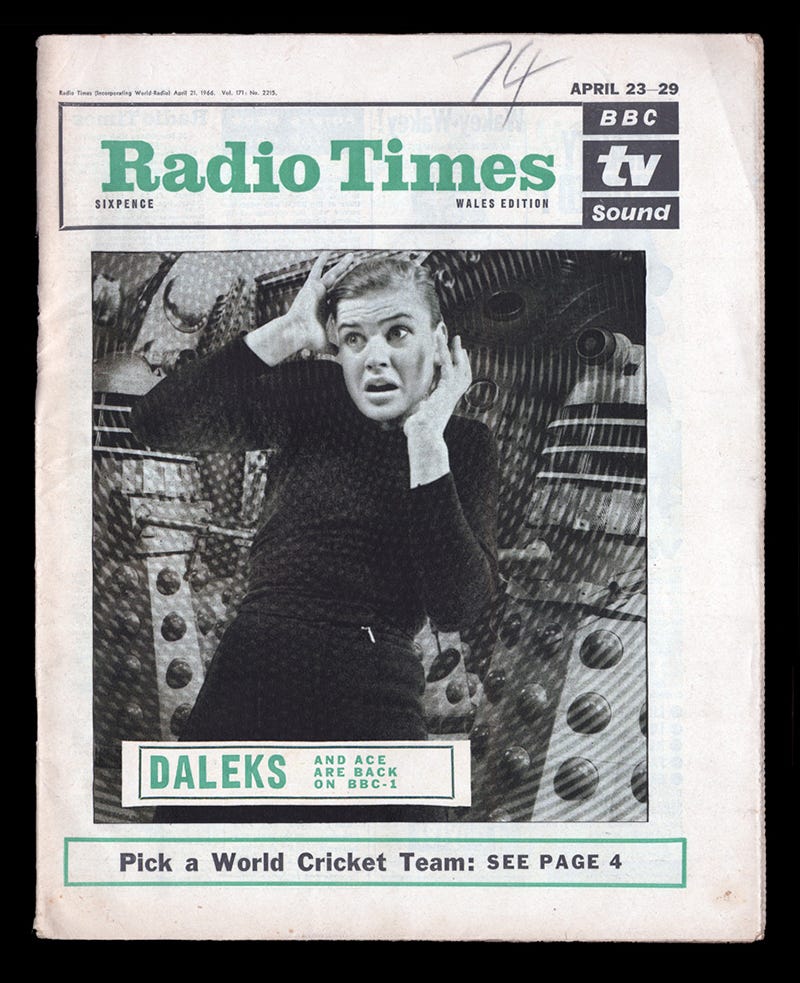 74
Radio Times (Incorporating World-Radio) April 21, 1966. Vol. 171: No. 2215.
APRIL 23–29
BBC
tv
Sound
Radio Times
SIXPENCE
WALES EDITION
DALEKS
AND ACE
ARE BACK
ON BBC-1
Pick a World Cricket Team: SEE PAGE 4